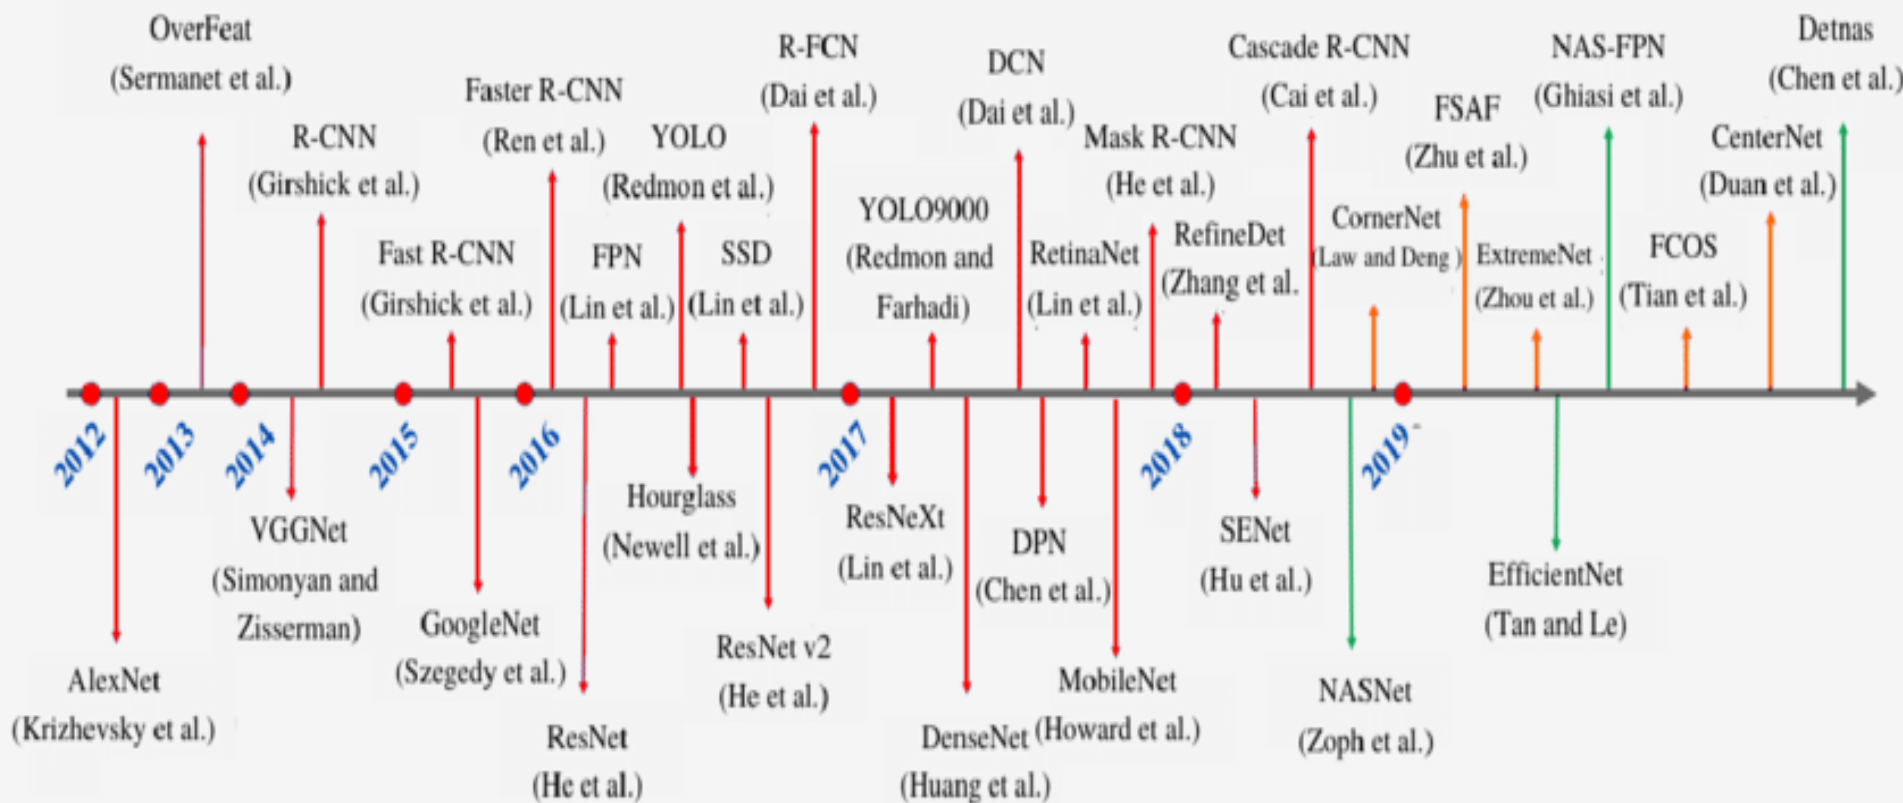 OverFeat
(Sermanet et al.)
R-CNN
(Girshick et al.)
Fast R-CNN
(Girshick et al.)
Faster R-CNN
(Ren et al.)
FPN
(Lin et al.)
YOLO
(Redmon et al.)
SSD
(Lin et al.)
R-FCN
(Dai et al.)
YOLO9000
(Redmon and
Farhadi)
DCN
(Dai et al.)
RetinaNet
(Lin et al.)
Mask R-CNN
(He et al.)
RefineDet
(Zhang et al.
Cascade R-CNN
(Cai et al.)
CornerNet
(Law and Deng )
FSAF
(Zhu et al.)
ExtremeNet
(Zhou et al.)
NAS-FPN
(Ghiasi et al.)
FCOS
(Tian et al.)
CenterNet
(Duan et al.)
Detnas
(Chen et al.)
2012
2013
2014
2015
2016
2017
2018
2019
AlexNet
(Krizhevsky et al.)
VGGNet
(Simonyan and
Zisserman)
GoogleNet
(Szegedy et al.)
ResNet
(He et al.)
Hourglass
(Newell et al.)
ResNet v2
(He et al.)
ResNeXt
(Lin et al.)
DenseNet
(Huang et al.)
DPN
(Chen et al.)
MobileNet
(Howard et al.)
SENet
(Hu et al.)
NASNet
(Zoph et al.)
EfficientNet
(Tan and Le)